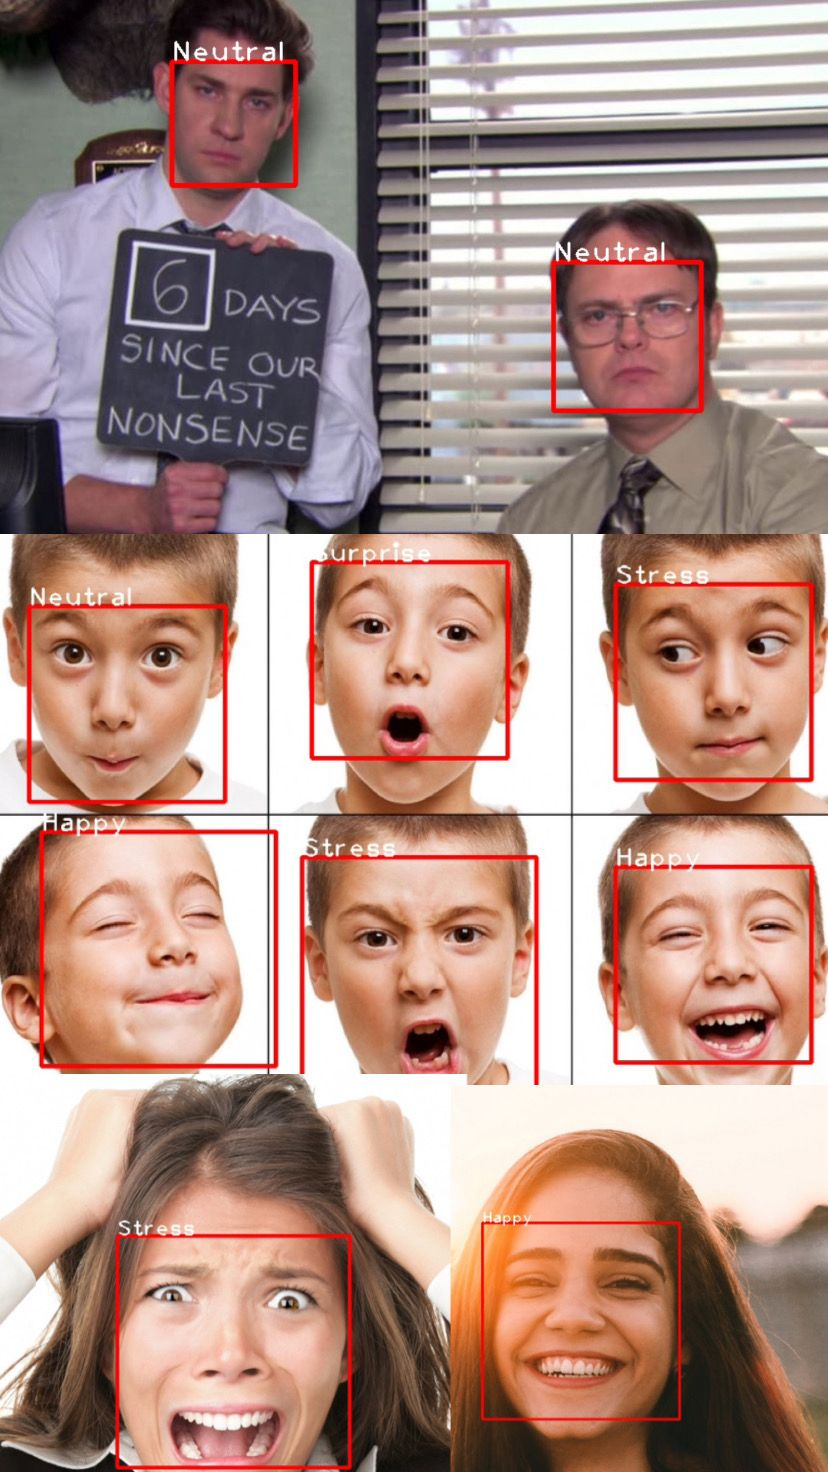 Neutral
Neutral
6 DAYS
SINCE OUR
LAST
NONSENSE
Neutral
Surprise
Stress
Happy
Stress
Happy
Stress
Happy